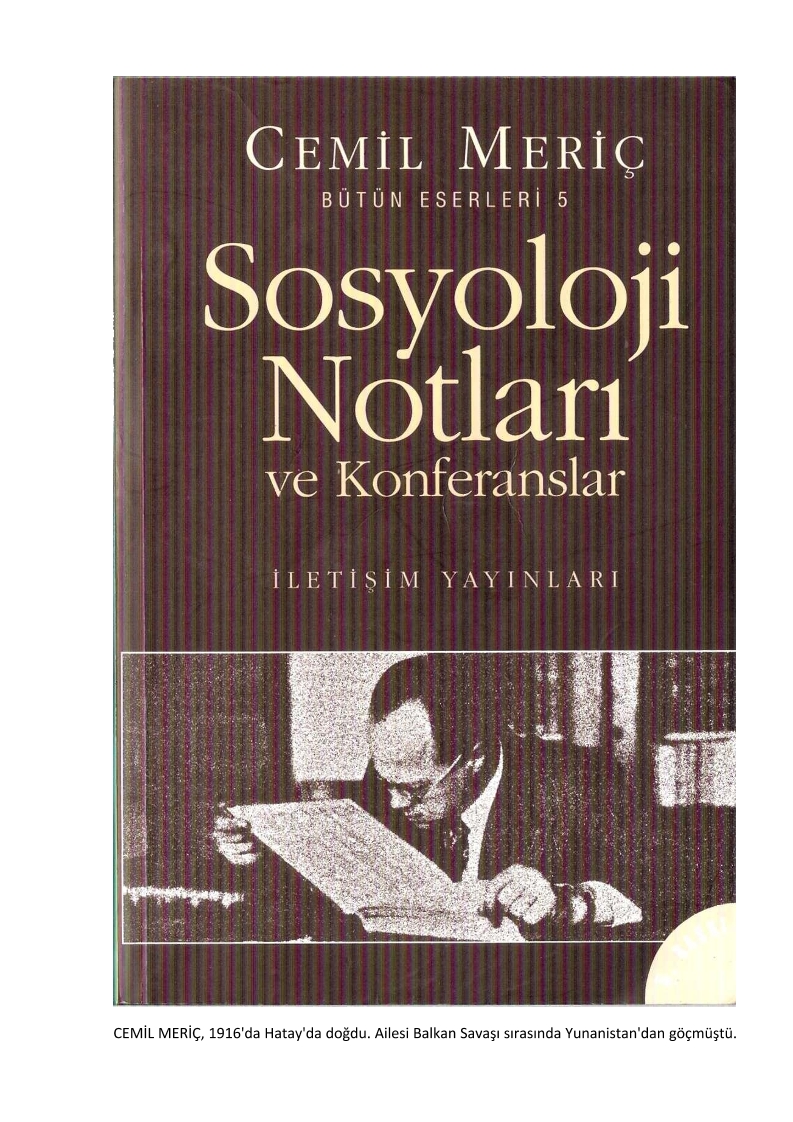 CEMİL MERİÇ
BÜTÜN ESERLERİ 5
Sosyoloji
Notları
ve Konferanslar
İLETİŞİM YAYINLARI
CEMİL MERİÇ, 1916'da Hatay'da doğdu. Ailesi Balkan Savaşı sırasında Yunanistan'dan göçmüştü.